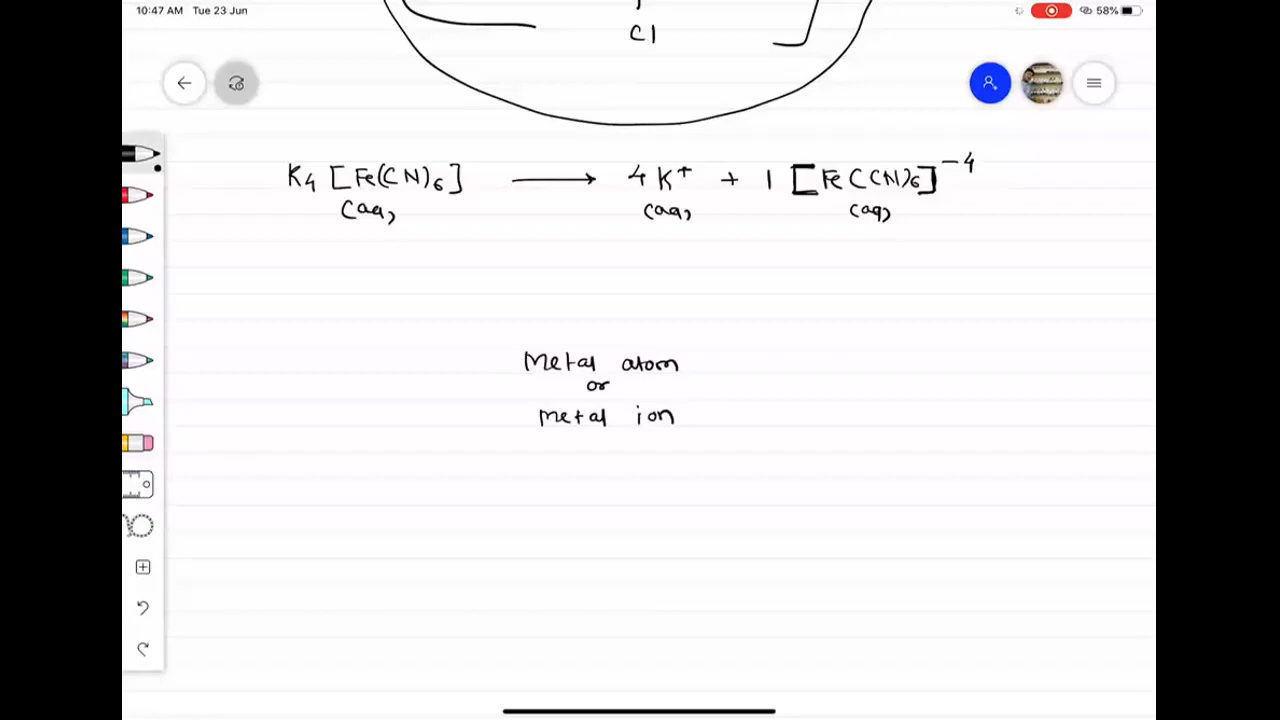 10:47 AM Tue 23 Jun 58%
Cl
K4 [Fe(CN)6] ⟶ 4 K+ + 1 [Fe(CN)6]-4
(aq) (aq) (aq)
Metal atom
or
Metal ion